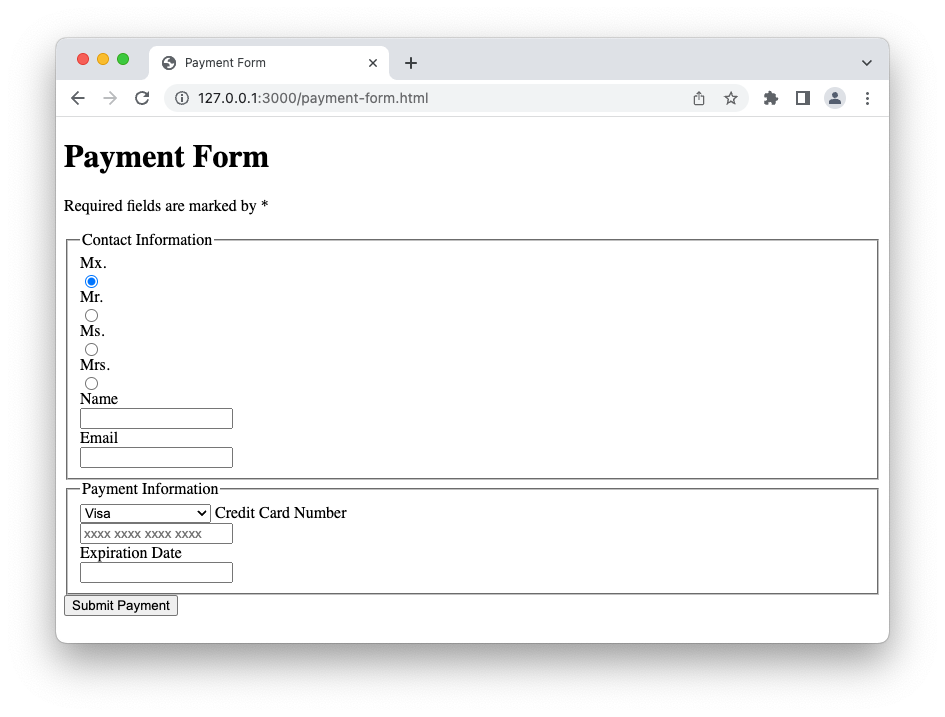 Payment Form
127.0.0.1:3000/payment-form.html
Payment Form
Required fields are marked by *
Contact Information
Mx.
Mr.
Ms.
Mrs.
Name
Email
Payment Information
Visa Credit Card Number
xxxx xxxx xxxx xxxx
Expiration Date
Submit Payment